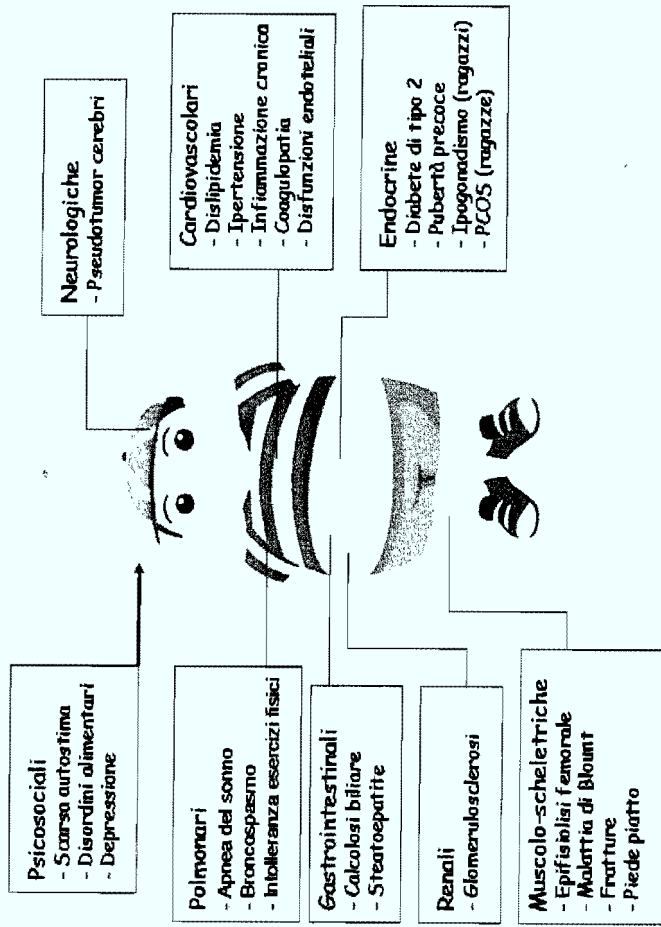 Psicosociali
- Scarsa autostima
- Disordini alimentari
- Depressione
Neurologiche
- Pseudotumor cerebri
Polmonari
- Apnea del sonno
- Broncospasmo
- Intolleranza esercizi fisici
Cardiovascolari
- Dislipidemia
- Ipertensione
- Infiammazione cronica
- Coagulopatia
- Disfunzioni endoteliali
Gastrointestinali
- Calcolosi biliare
- Steatoepatite
Endocrine
- Diabete di tipo 2
- Pubertà precoce
- Ipogonadismo (ragazzi)
- PCOS (ragazze)
Renali
- Glomerulosclerosi
Muscolo-scheletriche
- Epifisiolisi femorale
- Malattia di Blount
- Fratture
- Piede piatto